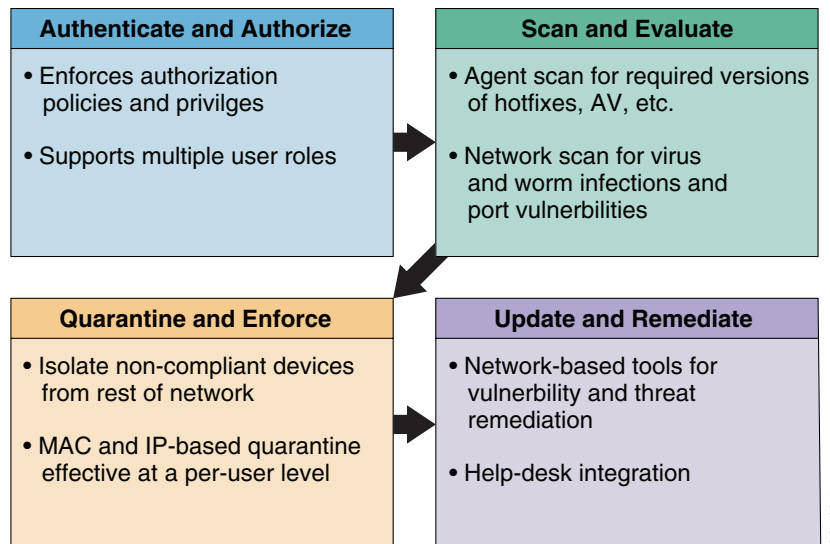 Authenticate and Authorize
• Enforces authorization
policies and privilges
• Supports multiple user roles
Scan and Evaluate
• Agent scan for required versions
of hotfixes, AV, etc.
• Network scan for virus
and worm infections and
port vulnerbilities
Quarantine and Enforce
• Isolate non-compliant devices
from rest of network
• MAC and IP-based quarantine
effective at a per-user level
Update and Remediate
• Network-based tools for
vulnerbility and threat
remediation
• Help-desk integration